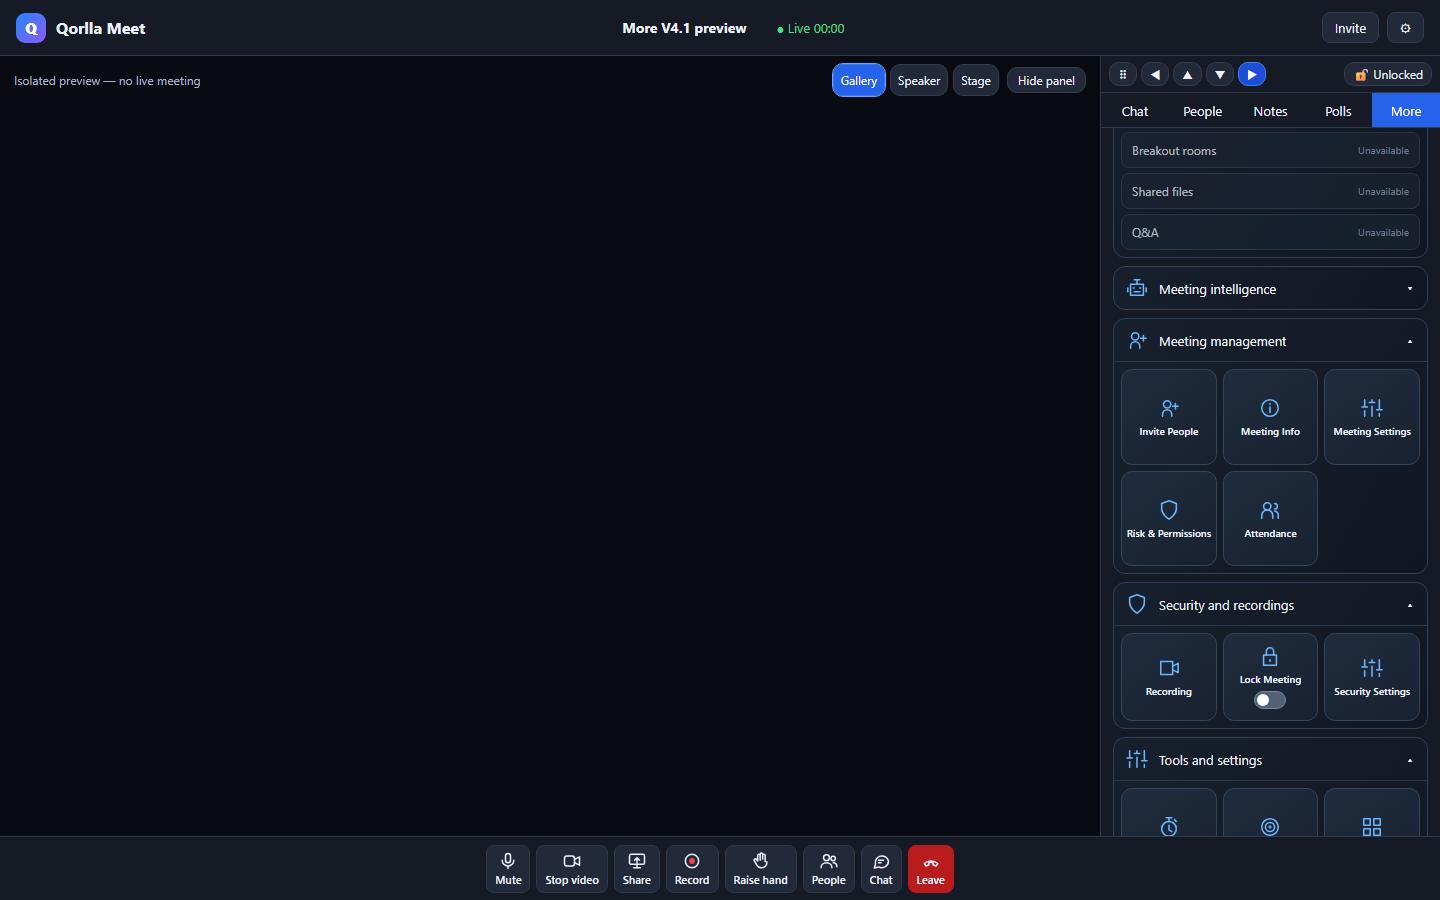 Q Qorlla Meet
More V4.1 preview
Live 00:00
Invite
Isolated preview — no live meeting
Gallery
Speaker
Stage
Hide panel
Unlocked
Chat
People
Notes
Polls
More
Breakout rooms Unavailable
Shared files Unavailable
Q&A Unavailable
Meeting intelligence
Meeting management
Invite People
Meeting Info
Meeting Settings
Risk & Permissions
Attendance
Security and recordings
Recording
Lock Meeting
Security Settings
Tools and settings
Mute
Stop video
Share
Record
Raise hand
People
Chat
Leave